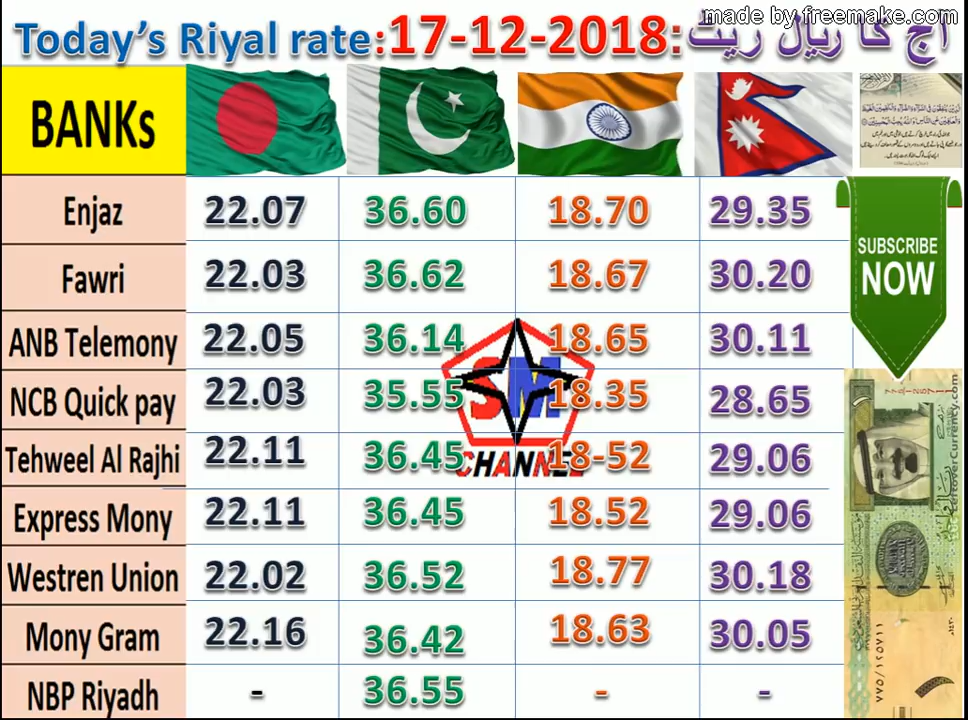 made by freemake.com
Today's Riyal rate:17-12-2018:آج کا ریال ریٹ
BANKs
Enjaz 22.07 36.60 18.70 29.35
SUBSCRIBE
NOW
Fawri 22.03 36.62 18.67 30.20
ANB Telemony 22.05 36.14 18.65 30.11
NCB Quick pay 22.03 35.55 18.35 28.65
Tehweel Al Rajhi 22.11 36.45 18-52 29.06
Express Mony 22.11 36.45 18.52 29.06
Westren Union 22.02 36.52 18.77 30.18
Mony Gram 22.16 36.42 18.63 30.05
NBP Riyadh - 36.55 - -
SM
CHANNEL
LeftoverCurrency.com
٧٧٥/١٢٥٧١١